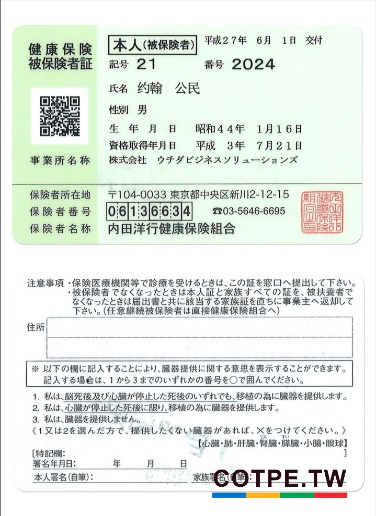 健康保険
被保険者証
本人(被保険者) 平成27年 6月 1日 交付
記号 21 番号 2024
氏名 约翰 公民
性別 男
生 年 月 日 昭和44年 1月16日
資格取得年月日 平成 3年 7月21日
事業所名称 株式会社 ウチダビジネスソリューションズ
保険者所在地 〒104-0033 東京都中央区新川2-12-15
保険者番号 06136634 ☎03-5646-6695
保険者名称 内田洋行健康保険組合
注意事項・保険医療機関等で診療を受けるときは、この証を窓口へ提出して下さい。
・被保険者でなくなったときは本人証と家族すべての証を、被扶養者で
なくなったときは届出書と共に該当する家族証を直ちに事業主へ返却して
下さい。(任意継続被保険者は直接健康保険組合へ)
住所
※ 以下の欄に記入することにより、臓器提供に関する意思を表示することができます。
記入する場合は、1から3までのいずれかの番号を○で囲んでください。
1. 私は、脳死後及び心臓が停止した死後のいずれでも、移植の為に臓器を提供します。
2. 私は、心臓が停止した死後に限り、移植の為に臓器を提供します。
3. 私は、臓器を提供しません。
《1又は2を選んだ方で、提供したくない臓器があれば、×をつけてください。》
【心臓・肺・肝臓・腎臓・膵臓・小腸・眼球】
[特記欄: ]
署名年月日: 年 月 日
本人署名(自筆): 家族署名(自筆):
COTPE.TW